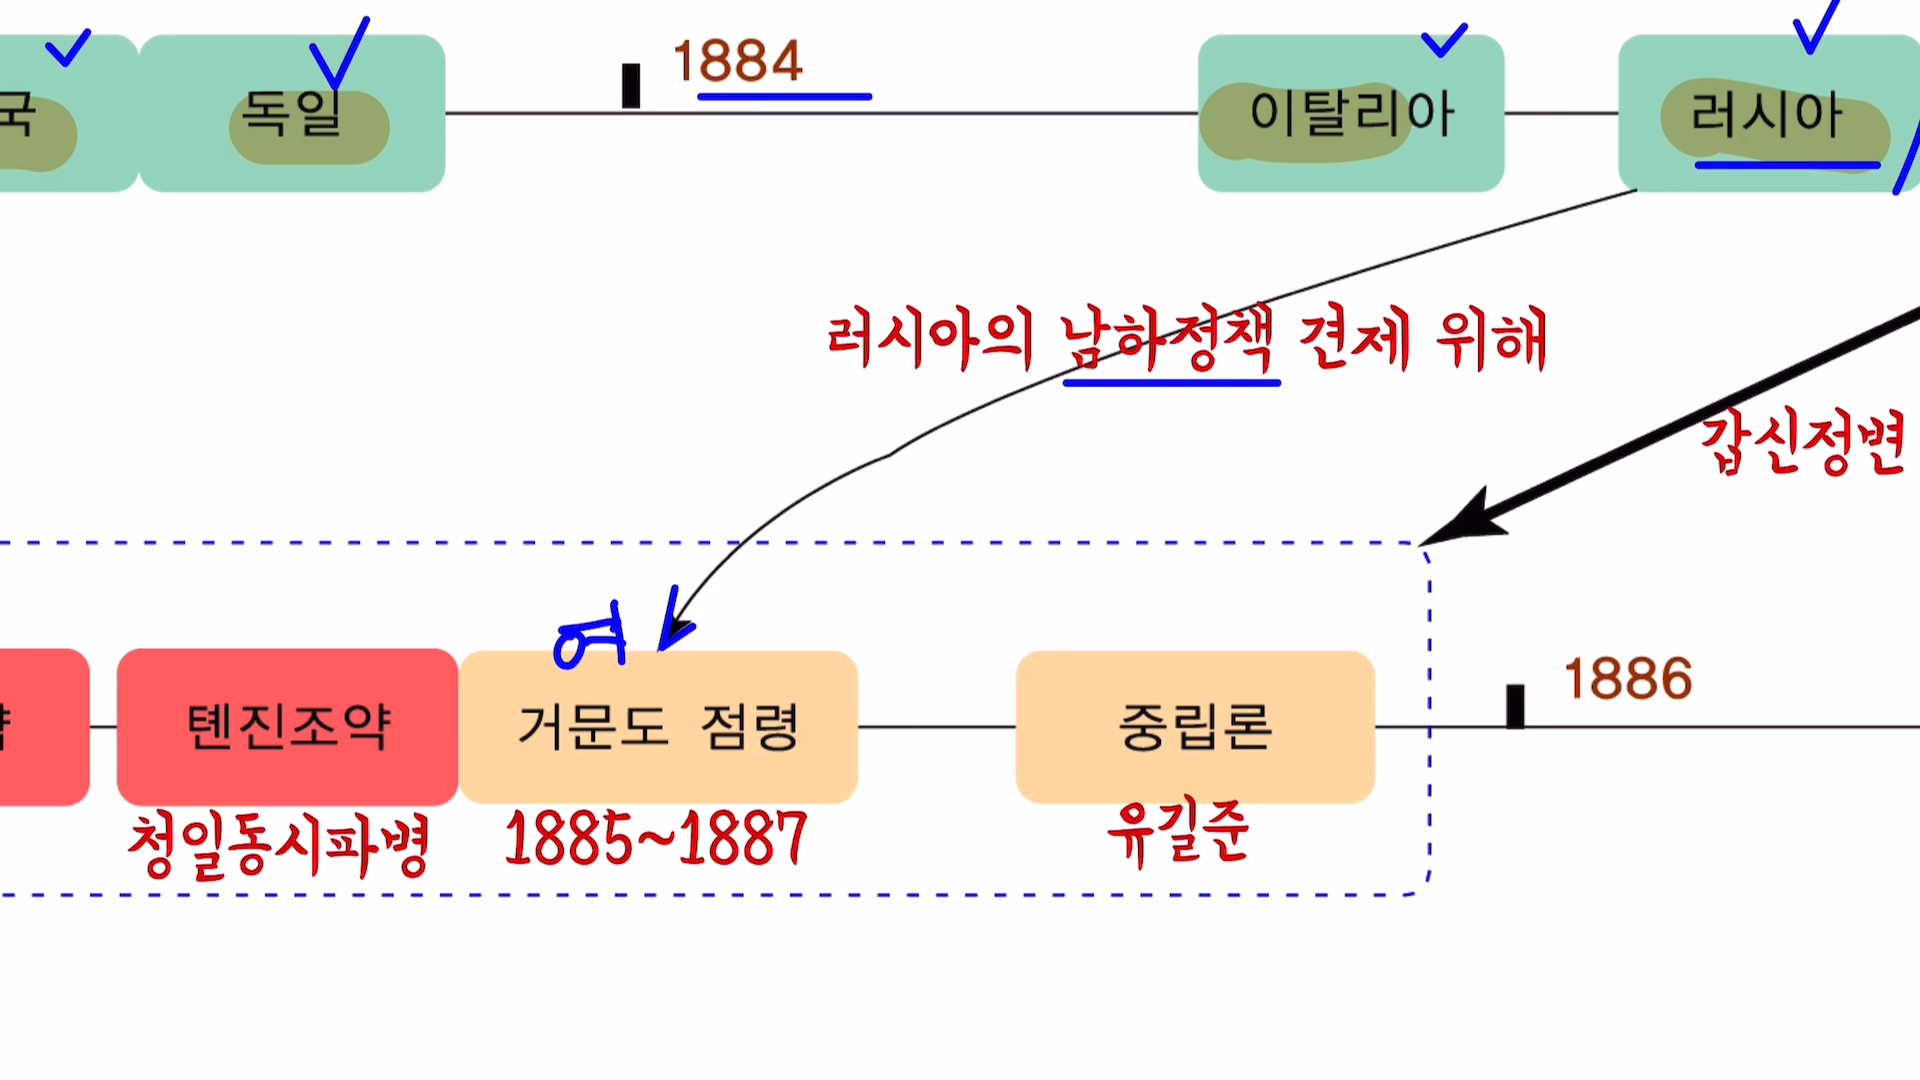 1884
국 독일 이탈리아 러시아
러시아의 남하정책 견제 위해
갑신정변
1886
톈진조약 거문도 점령 중립론
청일동시파병 1885~1887 유길준